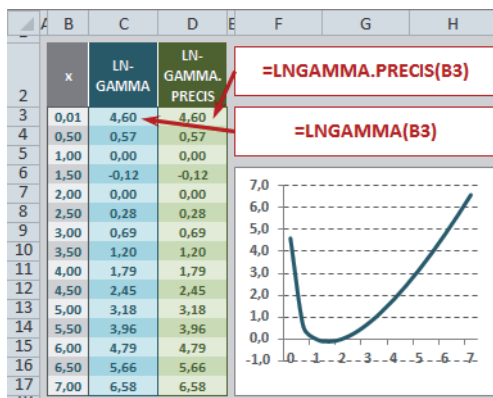 A B C D E F G H
2 x LN-GAMMA LN-GAMMA.PRECIS
=LNGAMMA.PRECIS(B3)
=LNGAMMA(B3)
3 0,01 4,60 4,60
4 0,50 0,57 0,57
5 1,00 0,00 0,00
6 1,50 -0,12 -0,12
7 2,00 0,00 0,00
8 2,50 0,28 0,28
9 3,00 0,69 0,69
10 3,50 1,20 1,20
11 4,00 1,79 1,79
12 4,50 2,45 2,45
13 5,00 3,18 3,18
14 5,50 3,96 3,96
15 6,00 4,79 4,79
16 6,50 5,66 5,66
17 7,00 6,58 6,58
7,0
6,0
5,0
4,0
3,0
2,0
1,0
0,0
-1,0 0 1 2 3 4 5 6 7